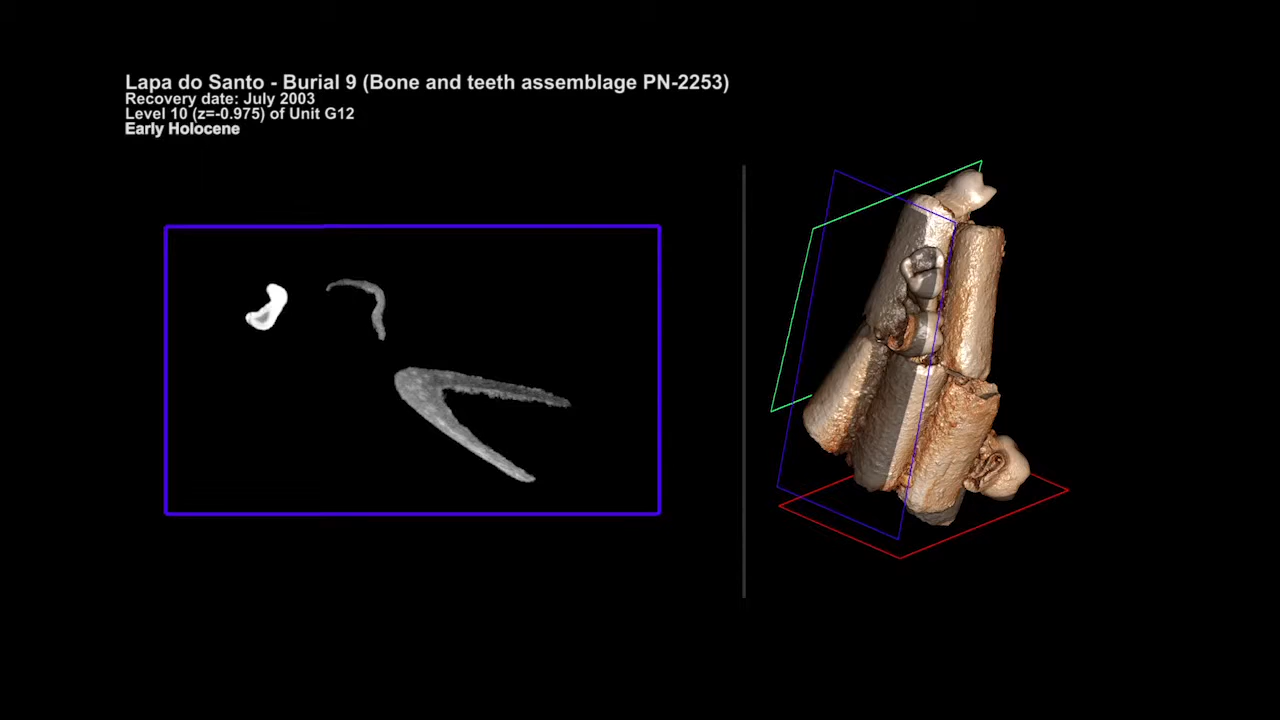 Lapa do Santo - Burial 9 (Bone and teeth assemblage PN-2253)
Recovery date: July 2003
Level 10 (z=-0.975) of Unit G12
Early Holocene